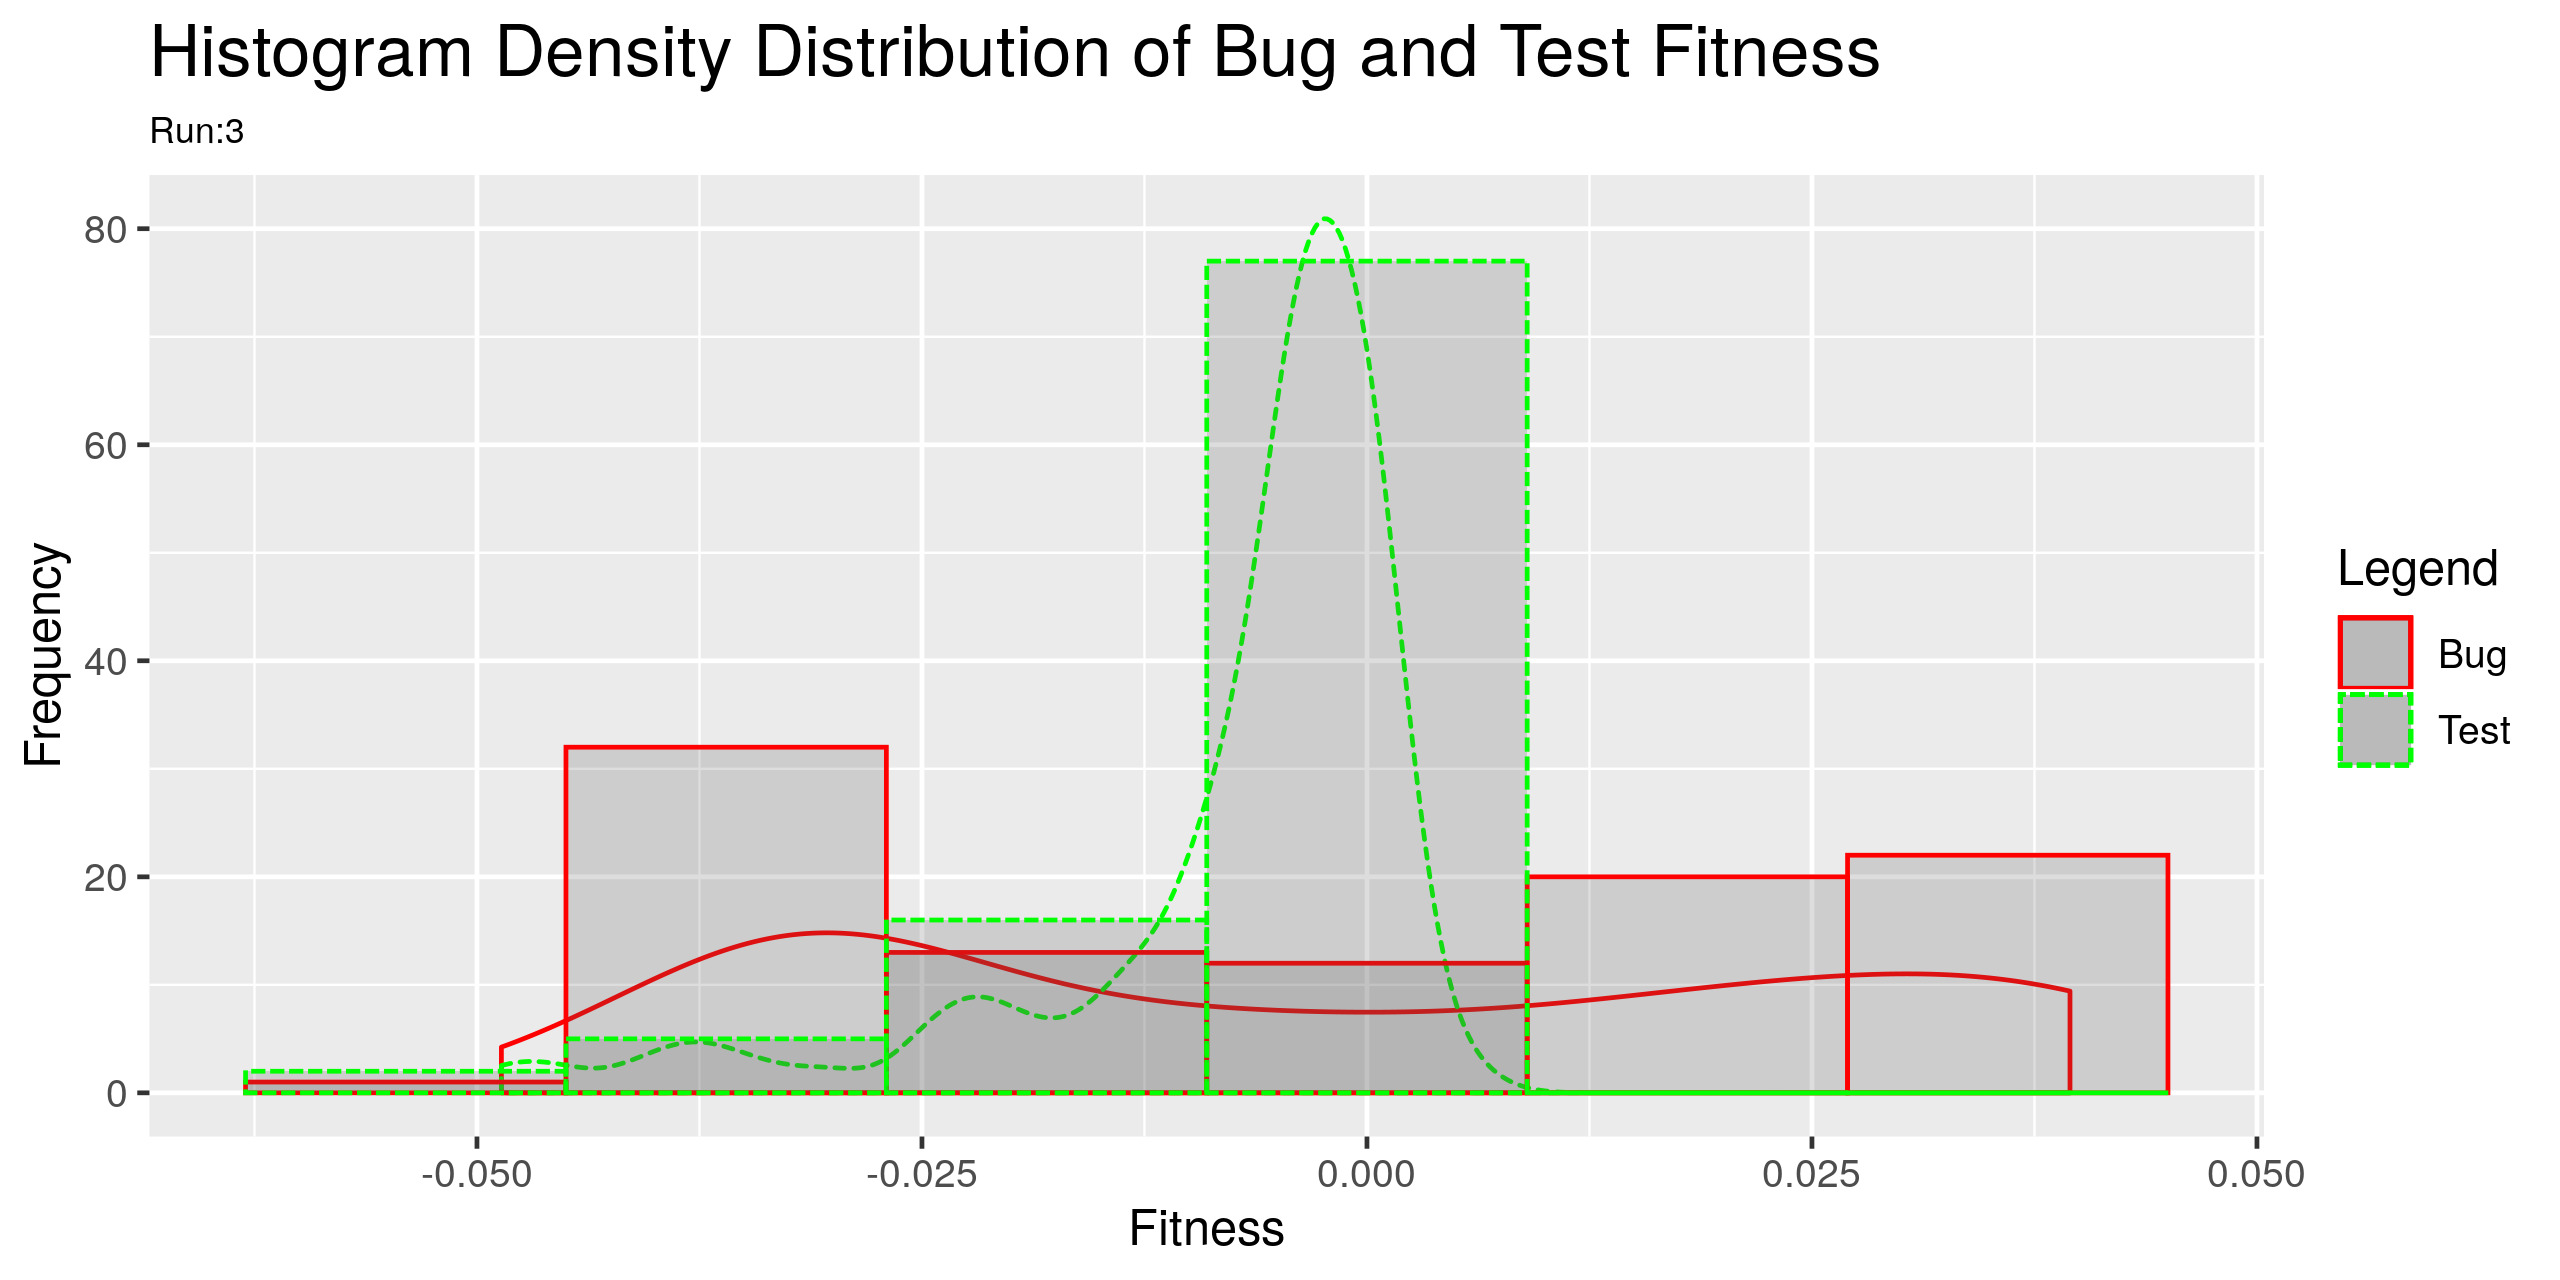 Histogram Density Distribution of Bug and Test Fitness
Run:3
80
60
40
20
0
Frequency
-0.050
-0.025
0.000
0.025
0.050
Fitness
Legend
Bug
Test